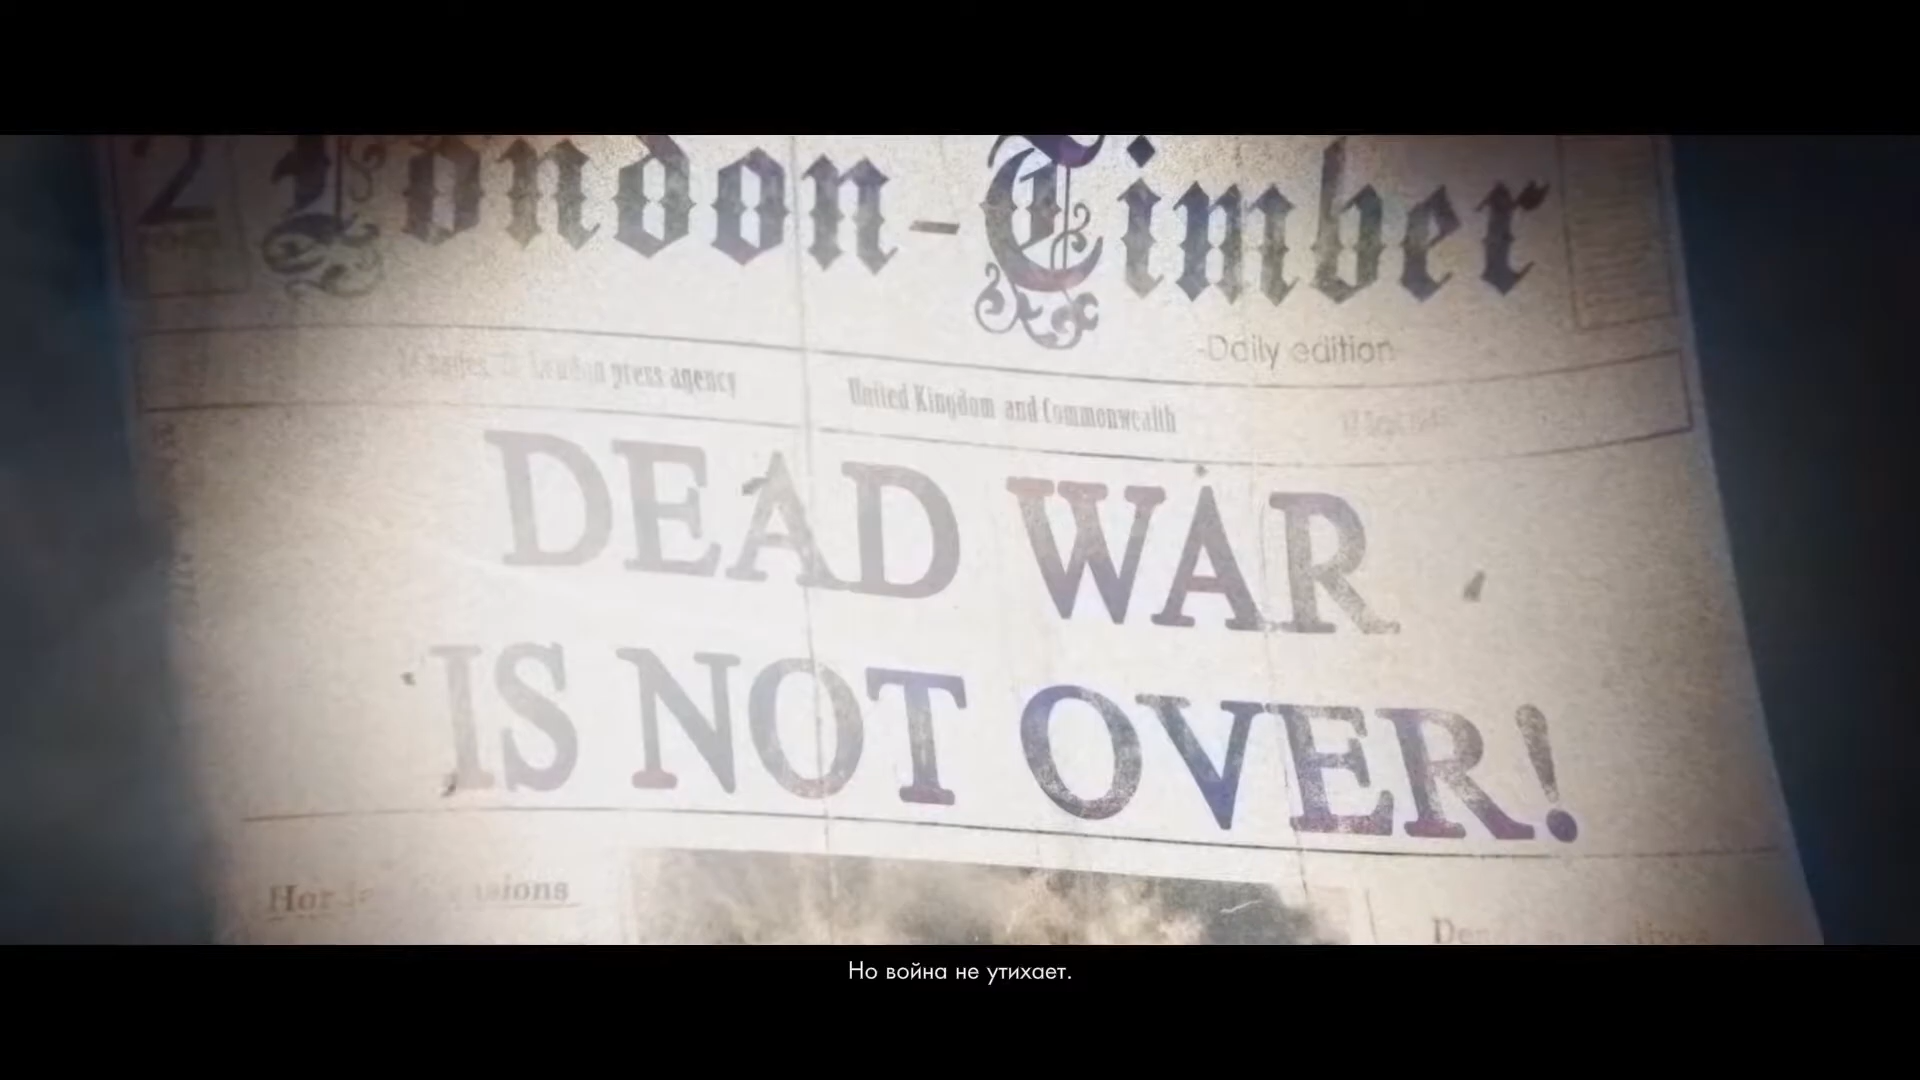 2 London-Timber
-Daily edition-
London press agency
United Kingdom and Commonwealth
DEAD WAR
IS NOT OVER!
Но война не утихает.